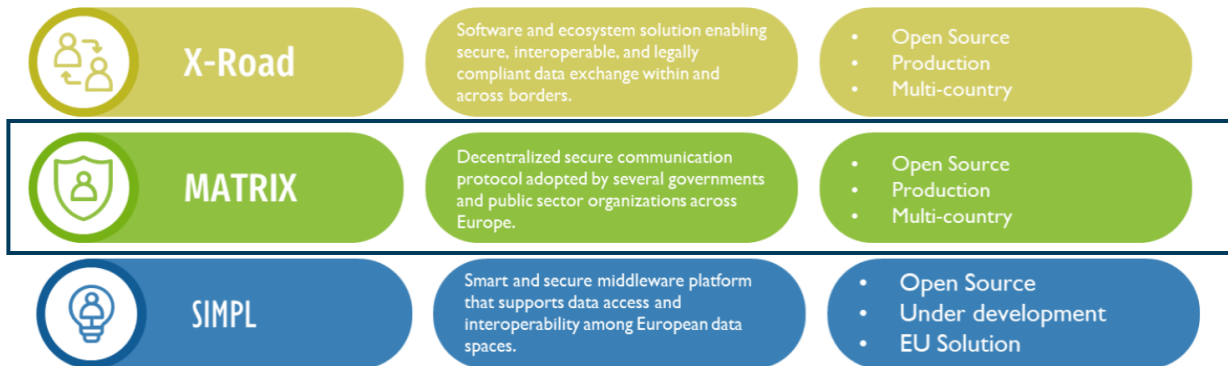 X-Road
Software and ecosystem solution enabling
secure, interoperable, and legally
compliant data exchange within and
across borders.
• Open Source
• Production
• Multi-country
MATRIX
Decentralized secure communication
protocol adopted by several governments
and public sector organizations across
Europe.
• Open Source
• Production
• Multi-country
SIMPL
Smart and secure middleware platform
that supports data access and
interoperability among European data
spaces.
• Open Source
• Under development
• EU Solution